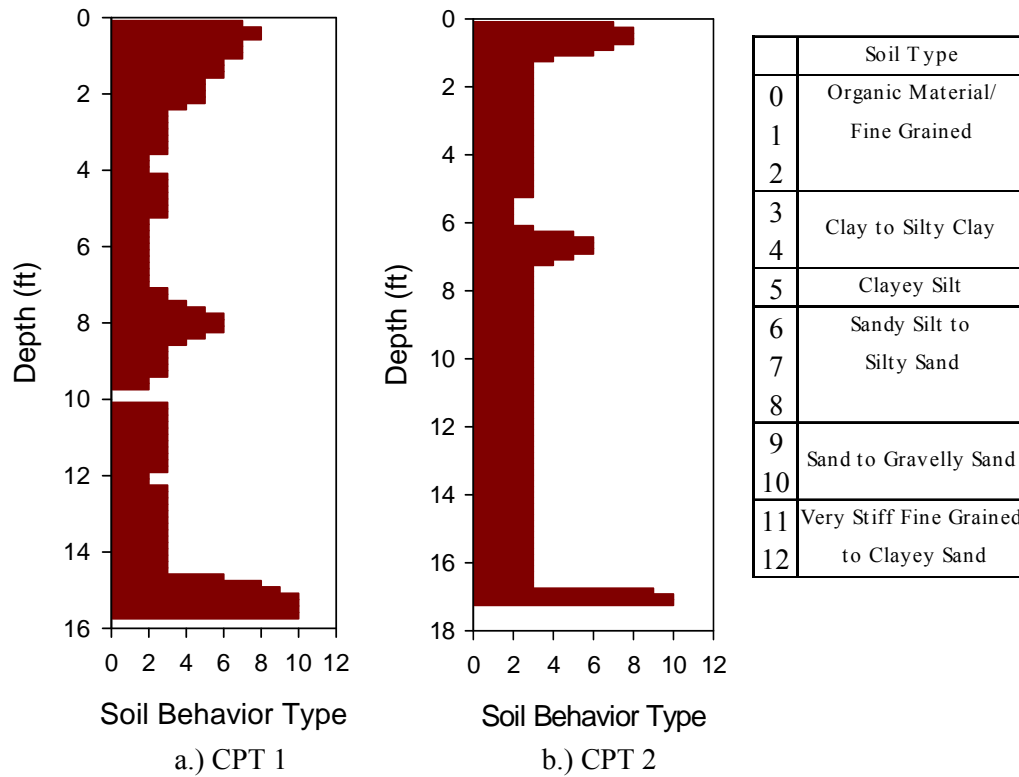 0
2
4
6
8
10
12
14
16
Depth (ft)
0 2 4 6 8 10 12
Soil Behavior Type
a.) CPT 1
0
2
4
6
8
10
12
14
16
18
Depth (ft)
0 2 4 6 8 10 12
Soil Behavior Type
b.) CPT 2
Soil Type
0 Organic Material/
1 Fine Grained
2
3
Clay to Silty Clay
4
5 Clayey Silt
6 Sandy Silt to
7 Silty Sand
8
9
Sand to Gravelly Sand
10
11 Very Stiff Fine Grained
12 to Clayey Sand